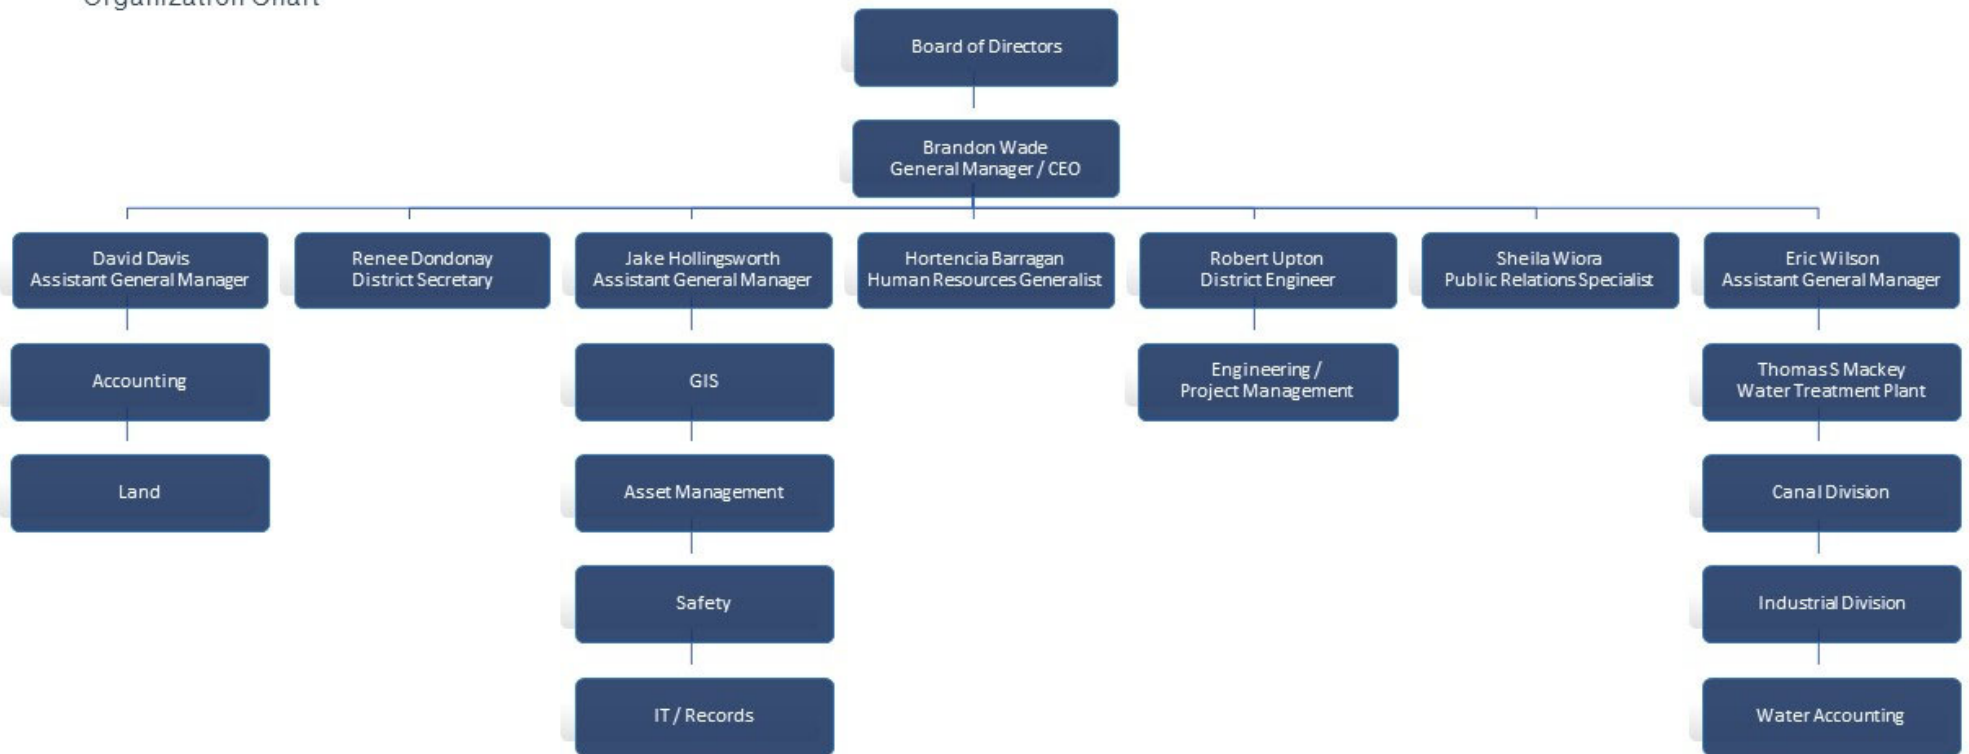 Organization Chart
Board of Directors
Brandon Wade
General Manager / CEO
David Davis
Assistant General Manager
Renee Dondonay
District Secretary
Jake Hollingsworth
Assistant General Manager
Hortencia Barragan
Human Resources Generalist
Robert Upton
District Engineer
Sheila Wiora
Public Relations Specialist
Eric Wilson
Assistant General Manager
Accounting
GIS
Engineering /
Project Management
Thomas S Mackey
Water Treatment Plant
Land
Asset Management
Canal Division
Safety
Industrial Division
IT / Records
Water Accounting